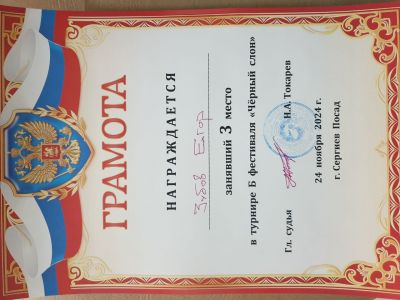 ГРАМОТА
НАГРАЖДАЕТСЯ
Зубов Егор
занявший 3 место
в турнире Б фестиваля «Чёрный слон»
Гл. судья Н.А. Токарев
24 ноября 2024 г.
г. Сергиев Посад